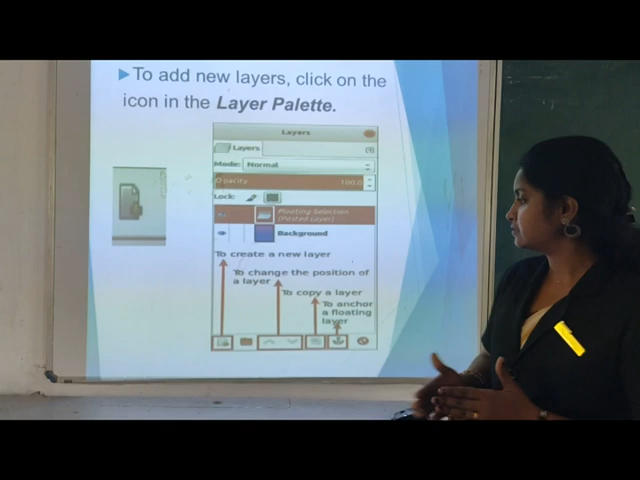 To add new layers, click on the
icon in the Layer Palette.
Layers
Layers
Mode: Normal
Opacity 100.0
Lock:
Floating Selection
(Pasted Layer)
Background
To create a new layer
To change the position of
a layer
To copy a layer
To anchor
a floating
layer